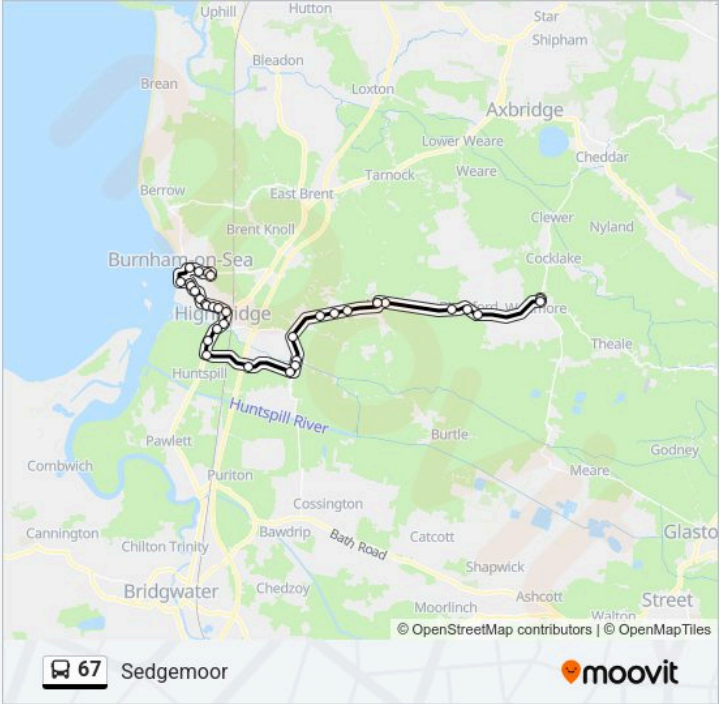 Uphill
Hutton
Star
Shipham
Bleadon
Brean
Loxton
Axbridge
Lower Weare
Cheddar
Tarnock
Weare
Berrow
East Brent
Clewer
Nyland
Brent Knoll
Burnham-on-Sea
Cocklake
Highbridge
Theale
Huntspill
Huntspill River
Burtle
Pawlett
Godney
Combwich
Meare
Puriton
Cossington
Glasto
Cannington
Chilton Trinity
Bawdrip
Bath Road
Catcott
Shapwick
Chedzoy
Bridgwater
Ashcott
Street
Moorlinch
Walton
© OpenStreetMap contributors | © OpenMapTiles
67 Sedgemoor
moovit